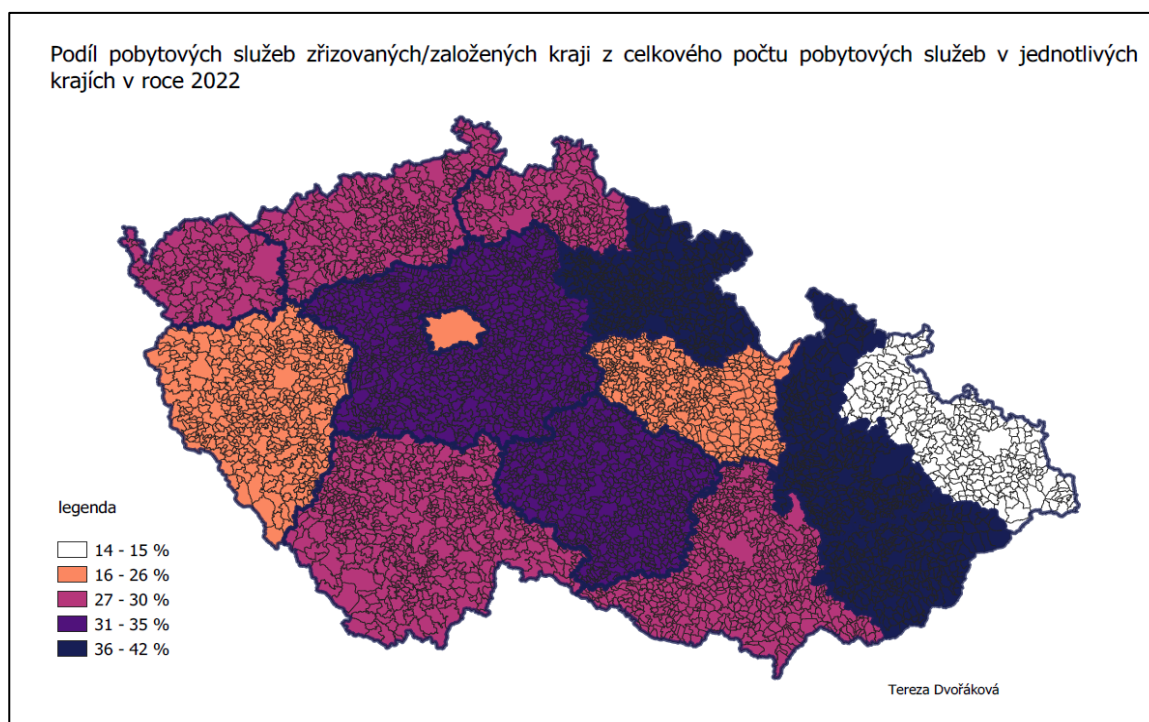 Podíl pobytových služeb zřizovaných/založených kraji z celkového počtu pobytových služeb v jednotlivých
krajích v roce 2022
legenda
14 - 15 %
16 - 26 %
27 - 30 %
31 - 35 %
36 - 42 %
Tereza Dvořáková